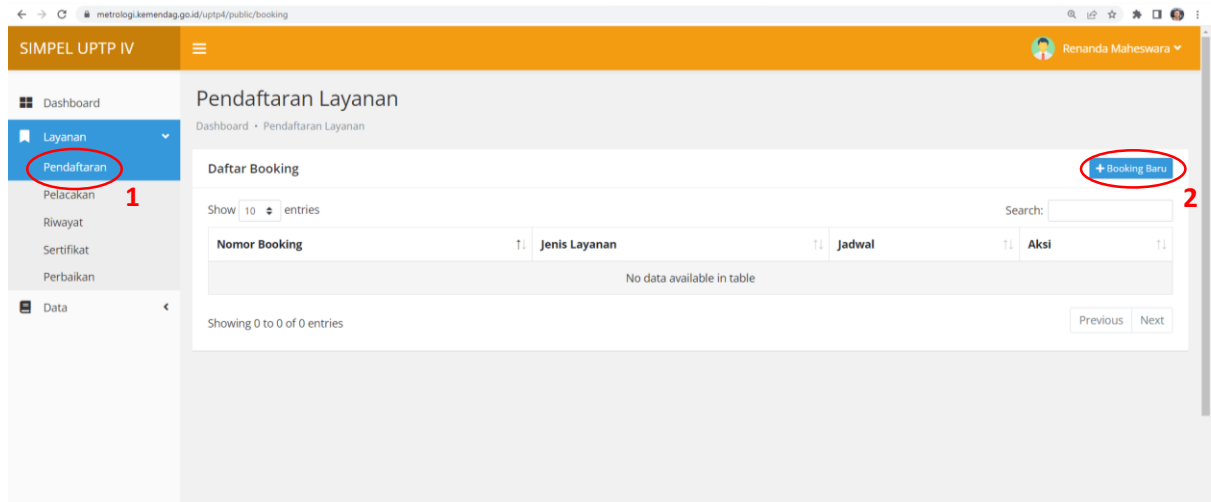 metrologi.kemendag.go.id/uptp4/public/booking
SIMPEL UPTP IV
Renanda Maheswara
Dashboard
Layanan
Pendaftaran
1
Pelacakan
Riwayat
Sertifikat
Perbaikan
Data
Pendaftaran Layanan
Dashboard • Pendaftaran Layanan
Daftar Booking
+ Booking Baru
2
Show 10 entries
Search:
Nomor Booking Jenis Layanan Jadwal Aksi
No data available in table
Showing 0 to 0 of 0 entries
Previous Next